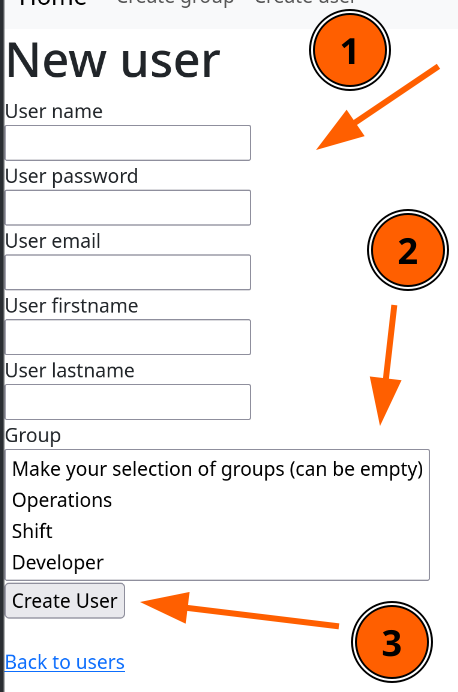 Home Create group Create user
New user
1
User name
User password
2
User email
User firstname
User lastname
Group
Make your selection of groups (can be empty)
Operations
Shift
Developer
Create User
3
Back to users